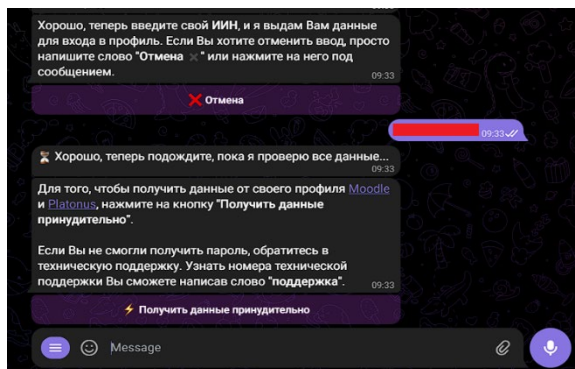 09:33
Хорошо, теперь введите свой ИИН, и я выдам Вам данные
для входа в профиль. Если Вы хотите отменить ввод, просто
напишите слово "Отмена ❌" или нажмите на него под
сообщением.
09:33
❌ Отмена
09:33
⏳ Хорошо, теперь подождите, пока я проверю все данные...
09:33
Для того, чтобы получить данные от своего профиля Moodle
и Platonus, нажмите на кнопку "Получить данные
принудительно".
Если Вы не смогли получить пароль, обратитесь в
техническую поддержку. Узнать номера технической
поддержки Вы сможете написав слово "поддержка".
09:33
⚡ Получить данные принудительно
Message